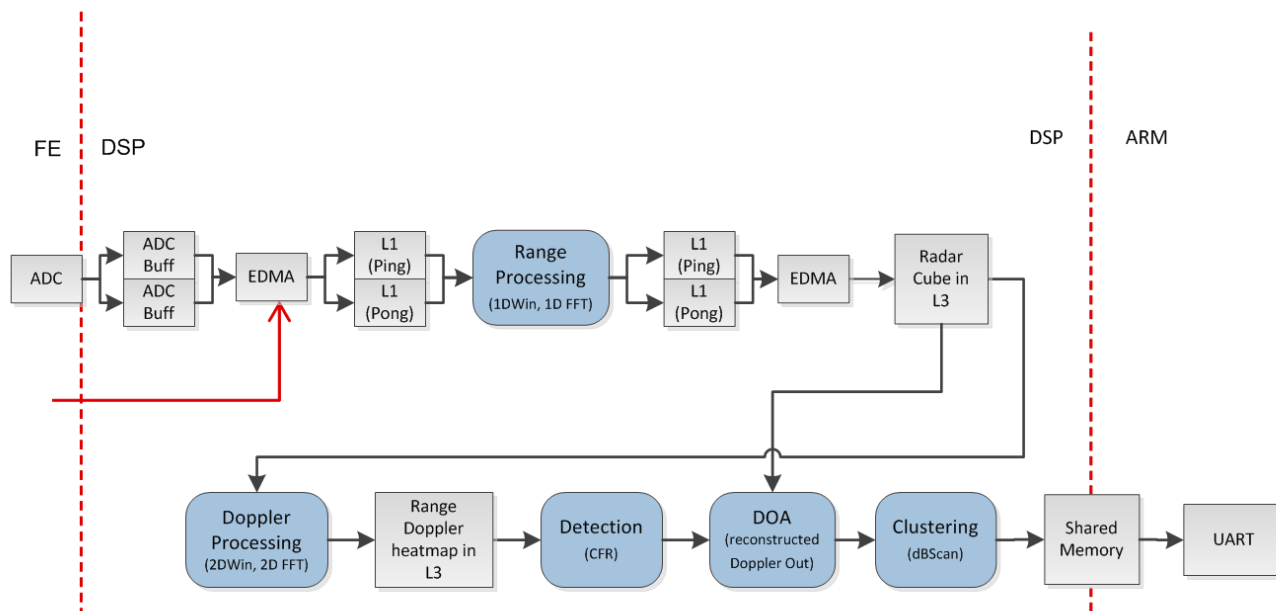 FE
DSP
DSP
ARM
ADC
ADC
Buff
ADC
Buff
EDMA
L1
(Ping)
L1
(Pong)
Range
Processing
(1DWin, 1D FFT)
L1
(Ping)
L1
(Pong)
EDMA
Radar
Cube in
L3
Doppler
Processing
(2DWin, 2D FFT)
Range
Doppler
heatmap in
L3
Detection
(CFR)
DOA
(reconstructed
Doppler Out)
Clustering
(dBScan)
Shared
Memory
UART